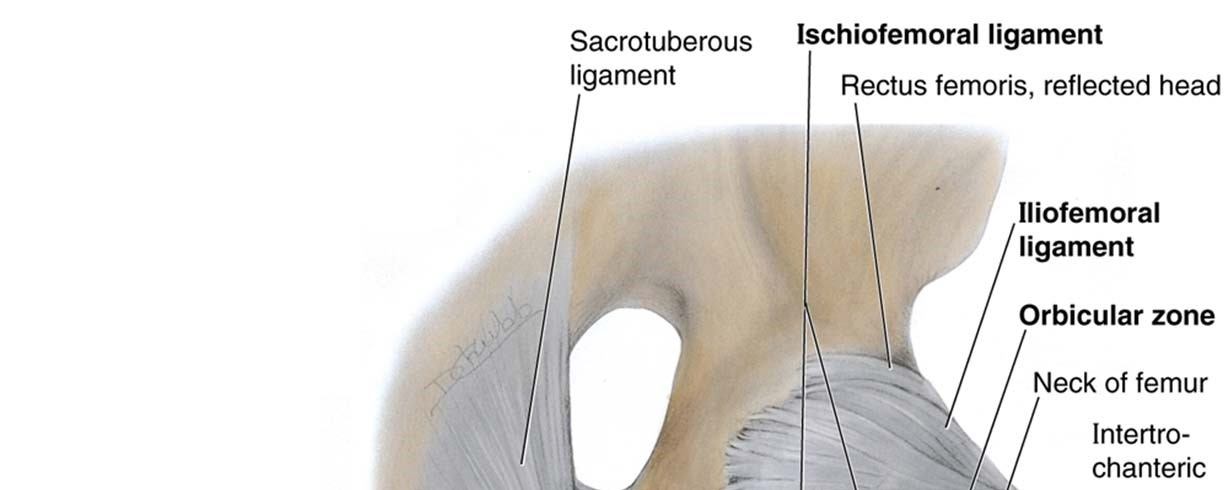 Sacrotuberous
ligament
Ischiofemoral ligament
Rectus femoris, reflected head
Iliofemoral
ligament
Orbicular zone
Neck of femur
Intertro-
chanteric